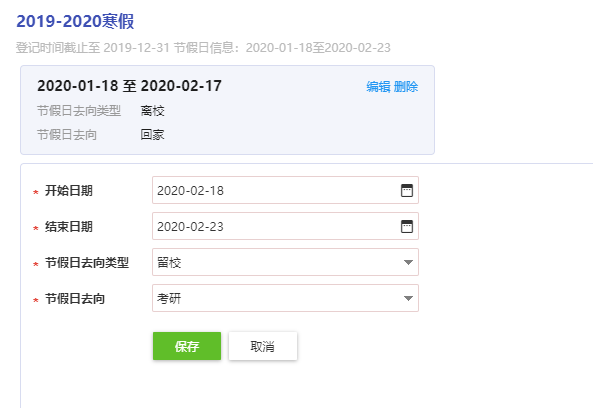 2019-2020寒假
登记时间截止至 2019-12-31 节假日信息：2020-01-18至2020-02-23
2020-01-18 至 2020-02-17 编辑 删除
节假日去向类型 离校
节假日去向 回家
* 开始日期 2020-02-18
* 结束日期 2020-02-23
* 节假日去向类型 留校
* 节假日去向 考研
保存 取消